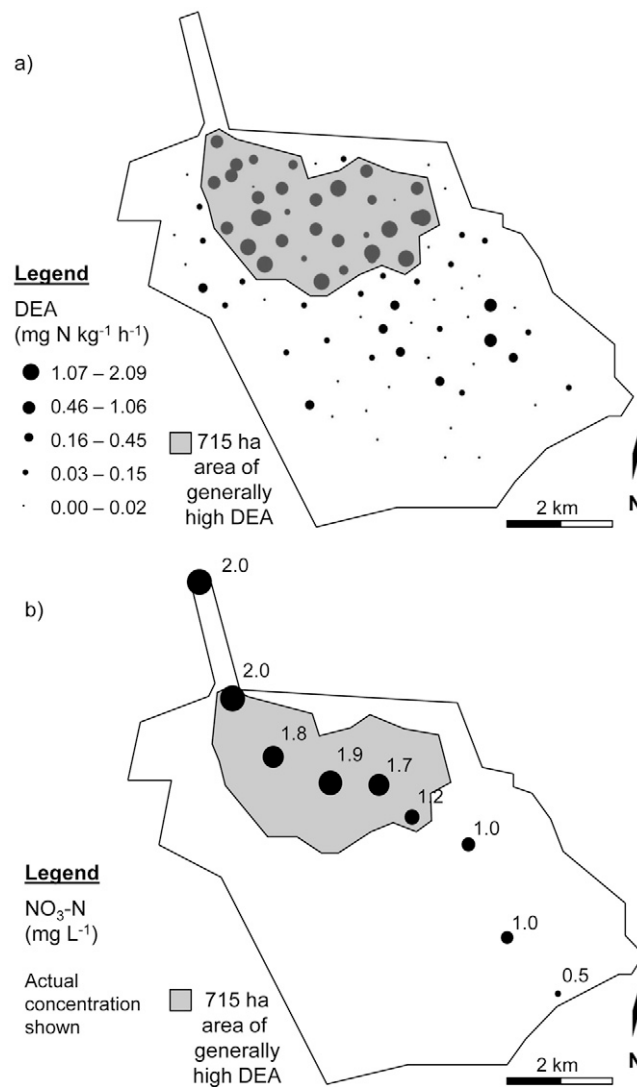 a)
Legend
DEA
(mg N kg⁻¹ h⁻¹)
1.07 – 2.09
0.46 – 1.06
0.16 – 0.45
0.03 – 0.15
0.00 – 0.02
715 ha
area of
generally
high DEA
2 km
N
b)
2.0
2.0
1.8
1.9
1.7
1.2
1.0
1.0
0.5
Legend
NO₃-N
(mg L⁻¹)
Actual
concentration
shown
715 ha
area of
generally
high DEA
2 km
N